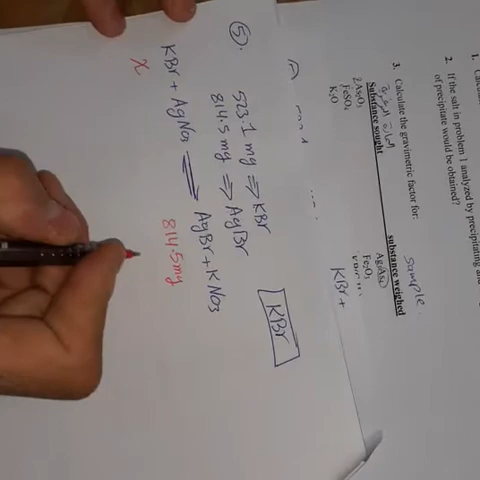 1. Calculate
2. If the salt in problem 1 analyzed by precipitating and
of precipitate would be obtained?
3. Calculate the gravimetric factor for:
Substance sought substance weighed
sample
FeSO₄ Fe₂O₃
K₂O
KBr +
⑤.
523.1 mg ⇒ KBr
814.5 mg ⇒ AgBr
KBr
KBr + AgNO₃ ⇌ AgBr + KNO₃
x 814.5mg